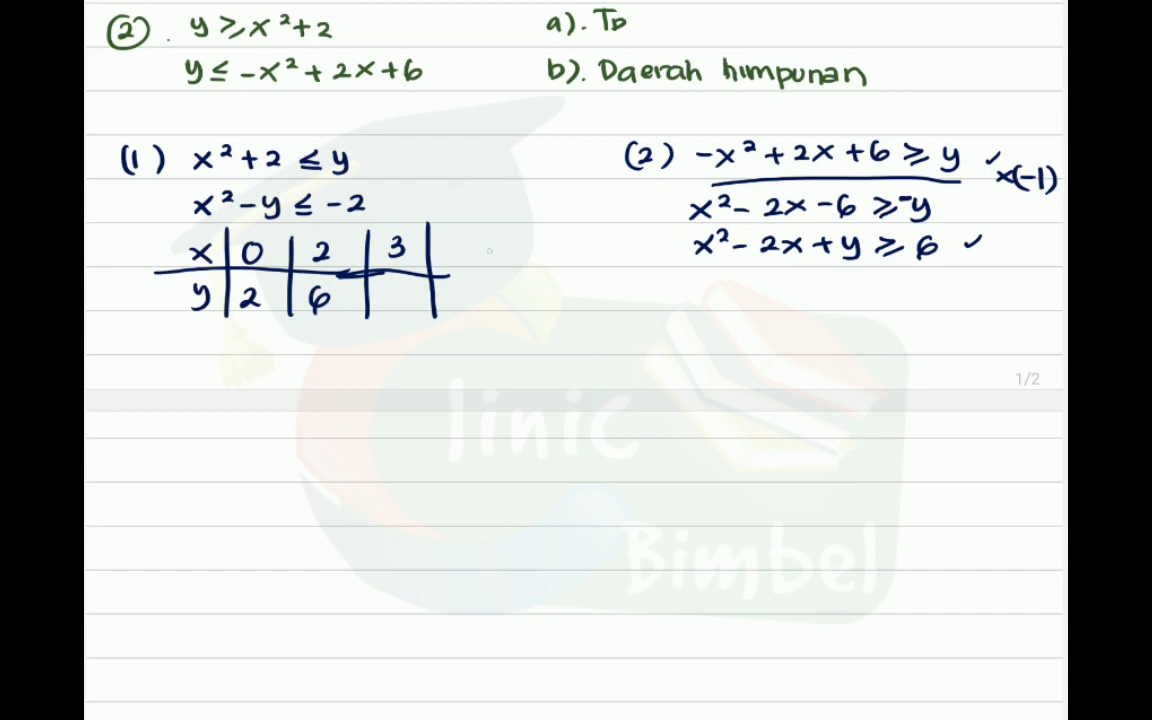 ② . y ≥ x² + 2
a). Tp
y ≤ -x² + 2x + 6
b). Daerah himpunan
(1) x² + 2 ≤ y
x² - y ≤ -2
x | 0 | 2 | 3 |
y | 2 | 6 | |
(2) -x² + 2x + 6 ≥ y ✓ x(-1)
x² - 2x - 6 ≥ -y
x² - 2x + y ≥ 6 ✓
1/2
linic
Bimbel